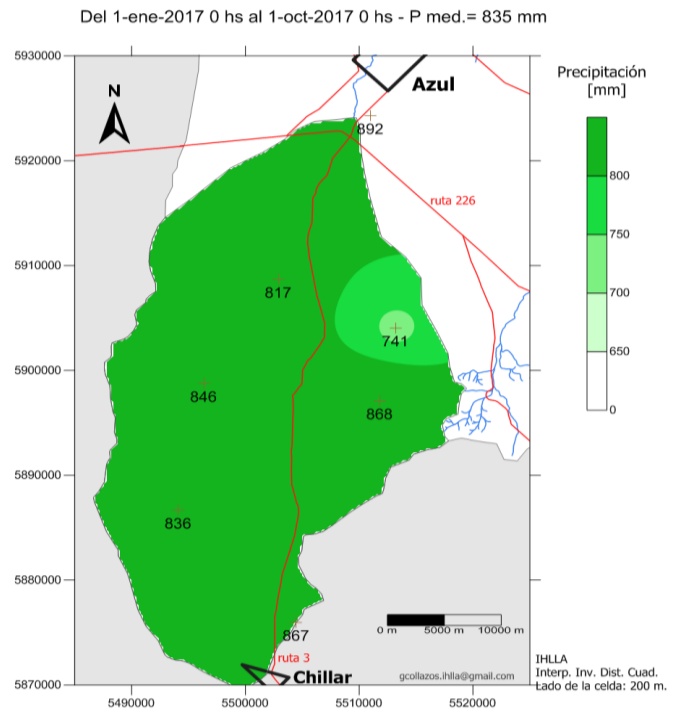 Del 1-ene-2017 0 hs al 1-oct-2017 0 hs - P med.= 835 mm
5930000
5920000
5910000
5900000
5890000
5880000
5870000
5490000
5500000
5510000
5520000
N
Azul
892
ruta 226
817
741
846
868
836
867
ruta 3
Chillar
0 m
5000 m
10000 m
gcollazos.ihlla@gmail.com
Precipitación
[mm]
800
750
700
650
0
IHLLA
Interp. Inv. Dist. Cuad.
Lado de la celda: 200 m.